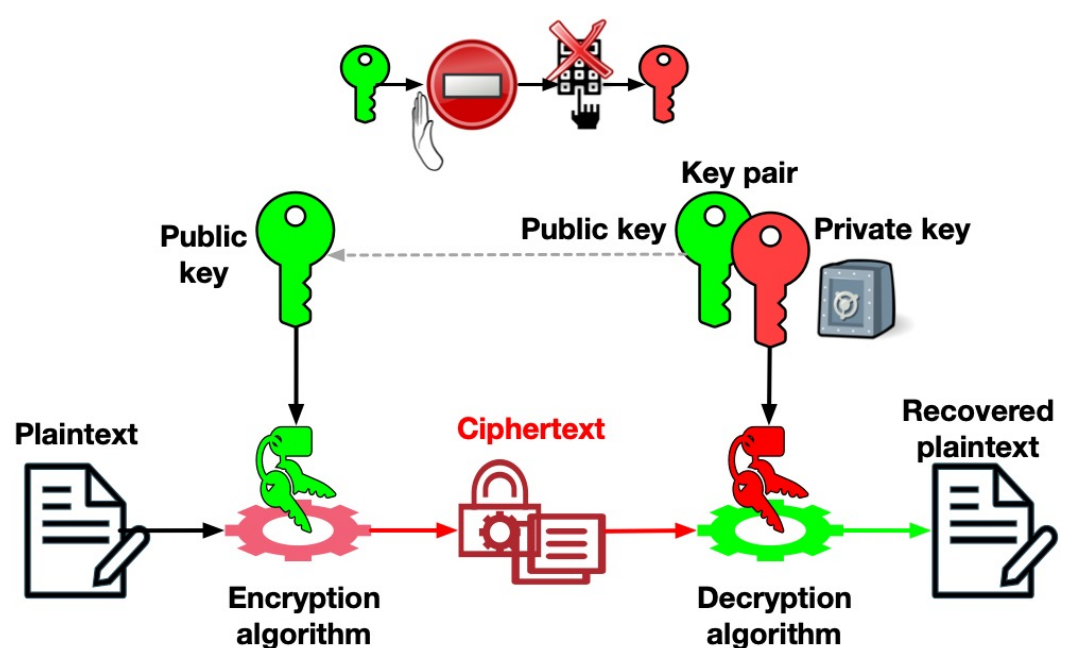 Key pair
Public
key
Public key
Private key
Plaintext
Ciphertext
Recovered
plaintext
Encryption
algorithm
Decryption
algorithm